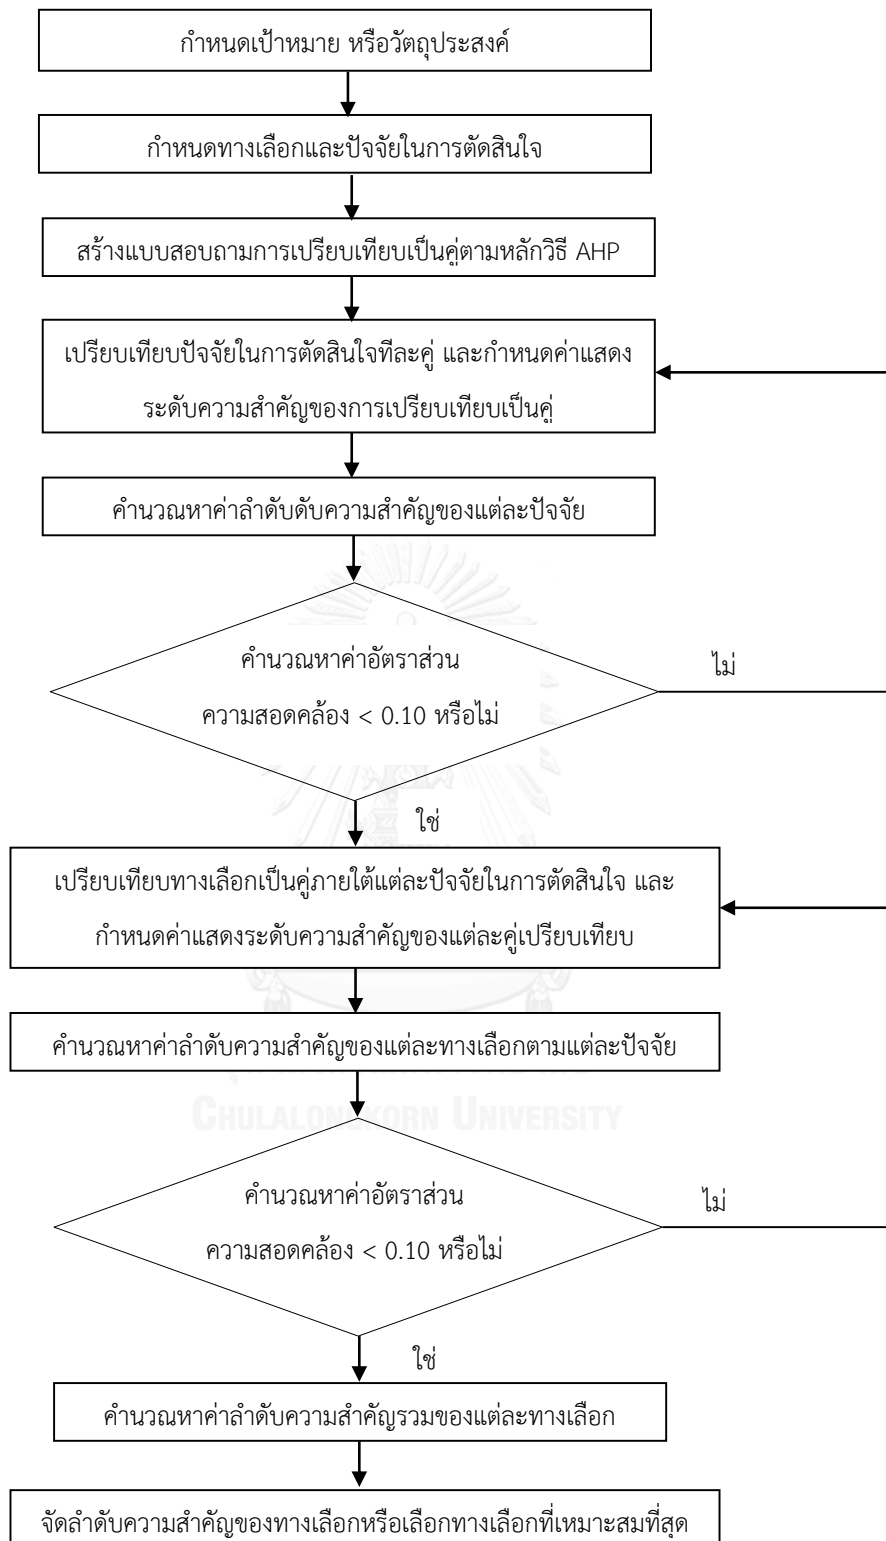 กำหนดเป้าหมาย หรือวัตถุประสงค์
กำหนดทางเลือกและปัจจัยในการตัดสินใจ
สร้างแบบสอบถามการเปรียบเทียบเป็นคู่ตามหลักวิธี AHP
เปรียบเทียบปัจจัยในการตัดสินใจทีละคู่ และกำหนดค่าแสดง
ระดับความสำคัญของการเปรียบเทียบเป็นคู่
คำนวณหาค่าลำดับดับความสำคัญของแต่ละปัจจัย
คำนวณหาค่าอัตราส่วน
ไม่
ความสอดคล้อง < 0.10 หรือไม่
ใช่
เปรียบเทียบทางเลือกเป็นคู่ภายใต้แต่ละปัจจัยในการตัดสินใจ และ
กำหนดค่าแสดงระดับความสำคัญของแต่ละคู่เปรียบเทียบ
คำนวณหาค่าลำดับความสำคัญของแต่ละทางเลือกตามแต่ละปัจจัย
CHULALONGKORN UNIVERSITY
คำนวณหาค่าอัตราส่วน
ไม่
ความสอดคล้อง < 0.10 หรือไม่
ใช่
คำนวณหาค่าลำดับความสำคัญรวมของแต่ละทางเลือก
จัดลำดับความสำคัญของทางเลือกหรือเลือกทางเลือกที่เหมาะสมที่สุด